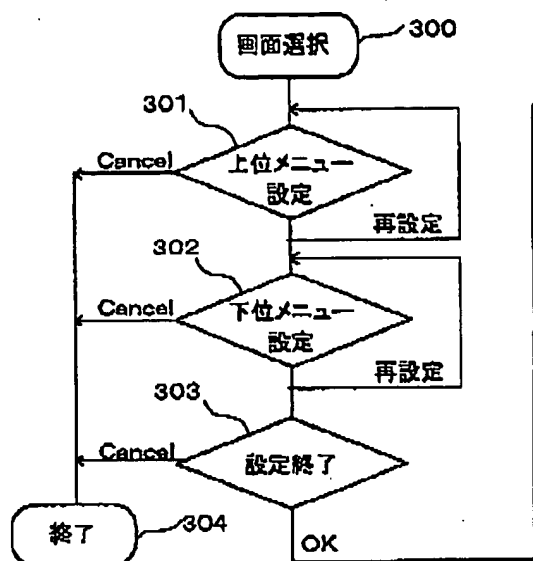 画面選択
300
301
Cancel
上位メニュー
設定
再設定
302
Cancel
下位メニュー
設定
再設定
303
Cancel
設定終了
終了
304
OK